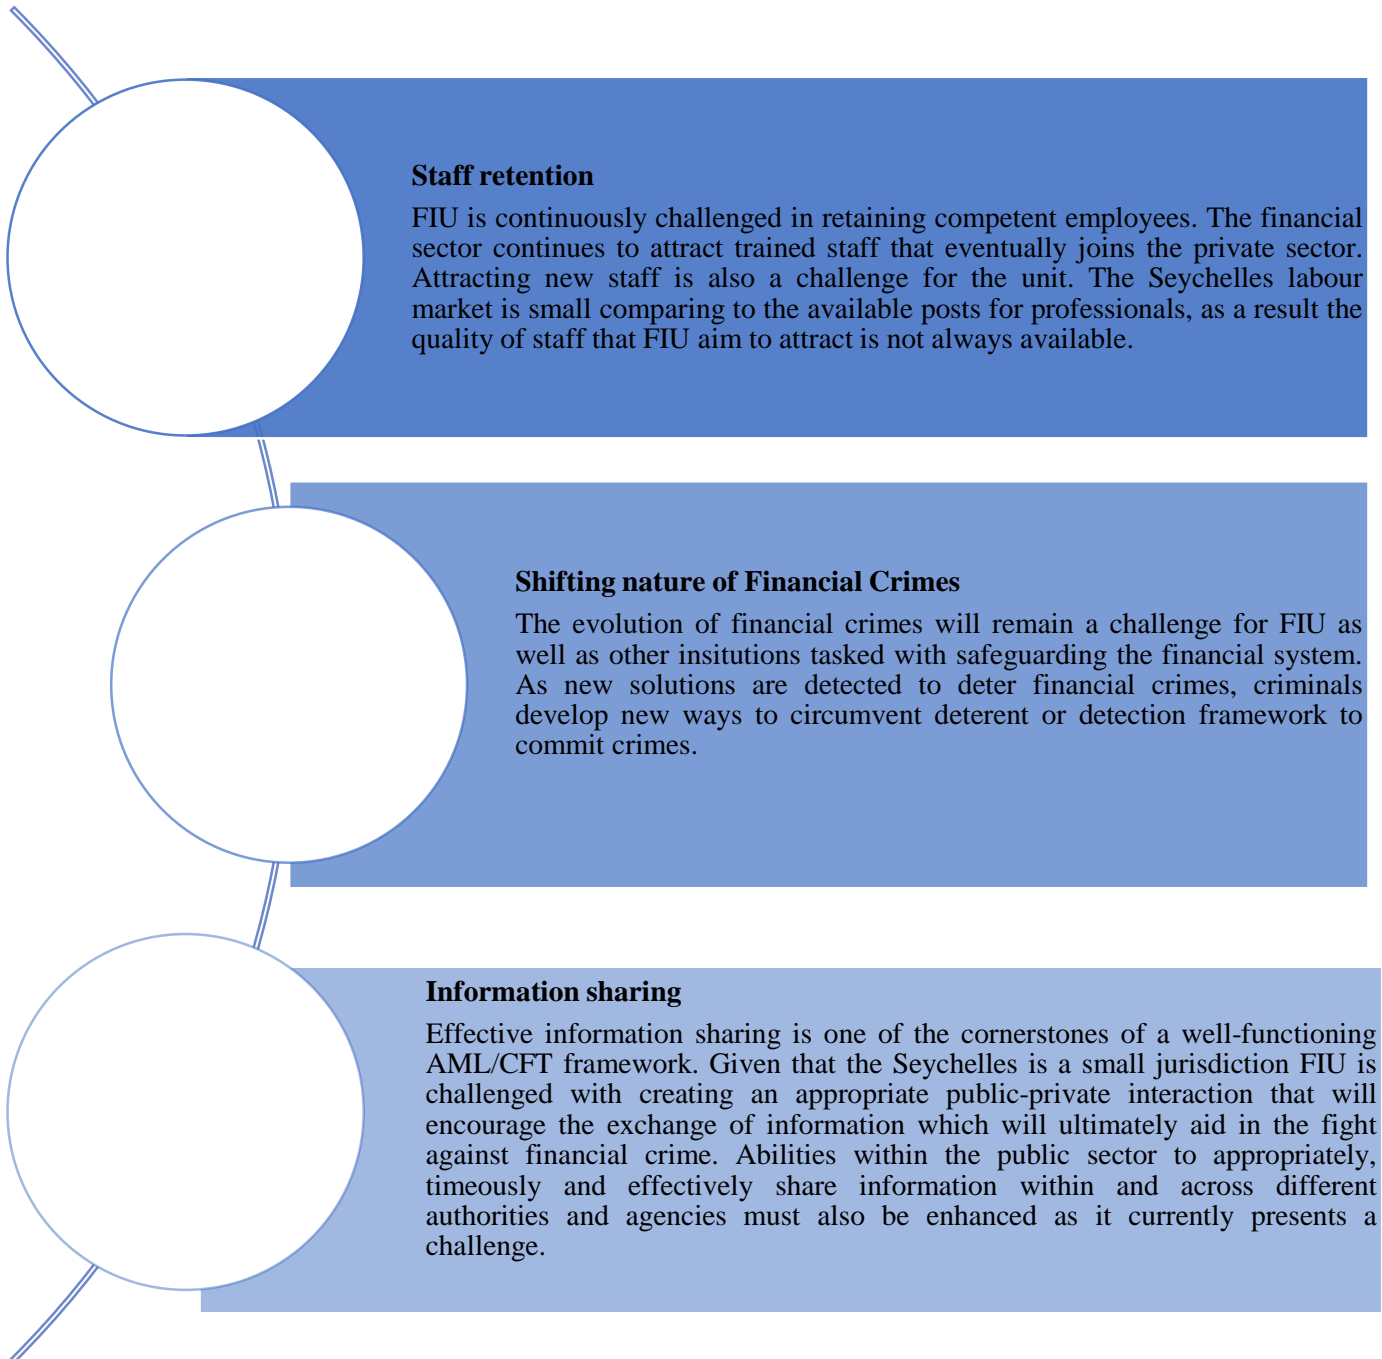 Staff retention
FIU is continuously challenged in retaining competent employees. The financial
sector continues to attract trained staff that eventually joins the private sector.
Attracting new staff is also a challenge for the unit. The Seychelles labour
market is small comparing to the available posts for professionals, as a result the
quality of staff that FIU aim to attract is not always available.
Shifting nature of Financial Crimes
The evolution of financial crimes will remain a challenge for FIU as
well as other insitutions tasked with safeguarding the financial system.
As new solutions are detected to deter financial crimes, criminals
develop new ways to circumvent deterent or detection framework to
commit crimes.
Information sharing
Effective information sharing is one of the cornerstones of a well-functioning
AML/CFT framework. Given that the Seychelles is a small jurisdiction FIU is
challenged with creating an appropriate public-private interaction that will
encourage the exchange of information which will ultimately aid in the fight
against financial crime. Abilities within the public sector to appropriately,
timeously and effectively share information within and across different
authorities and agencies must also be enhanced as it currently presents a
challenge.